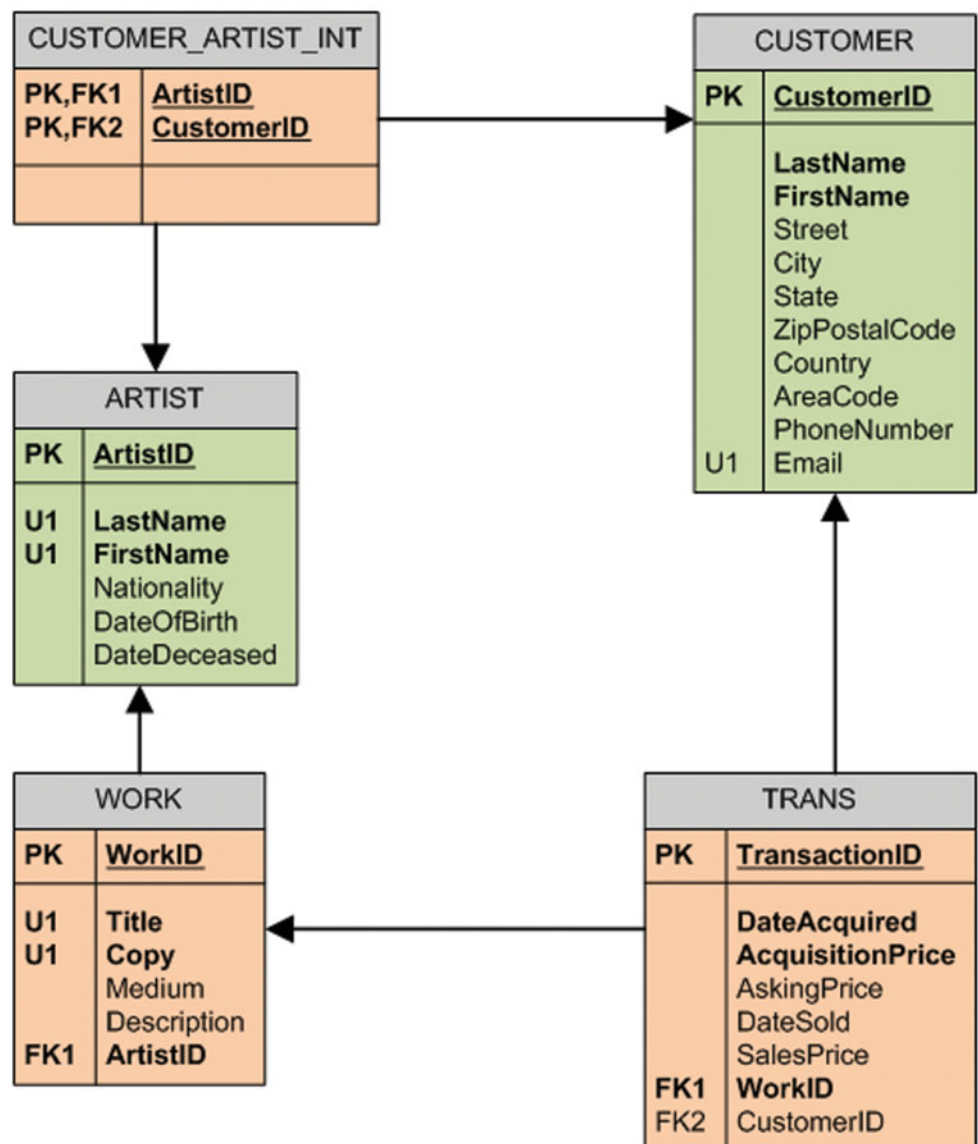 CUSTOMER_ARTIST_INT
PK,FK1 ArtistID
PK,FK2 CustomerID
CUSTOMER
PK CustomerID
LastName
FirstName
Street
City
State
ZipPostalCode
Country
AreaCode
PhoneNumber
U1 Email
ARTIST
PK ArtistID
U1 LastName
U1 FirstName
Nationality
DateOfBirth
DateDeceased
WORK
PK WorkID
U1 Title
U1 Copy
Medium
Description
FK1 ArtistID
TRANS
PK TransactionID
DateAcquired
AcquisitionPrice
AskingPrice
DateSold
SalesPrice
FK1 WorkID
FK2 CustomerID